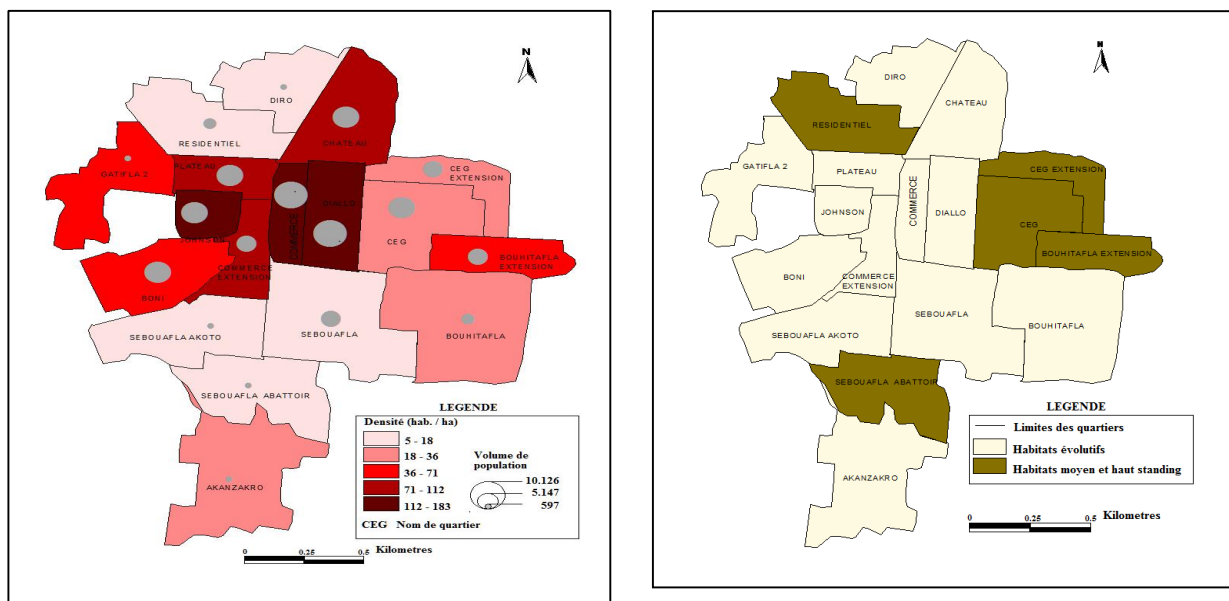 N
DIRO
CHATEAU
RESIDENTIEL
GATIFLA 2
PLATEAU
CEG
EXTENSION
JOHNSON
COMMERCE
DIALLO
CEG
COMMERCE
EXTENSION
BOUHITAFLA
EXTENSION
BONI
SEBOUAFLA AKOTO
SEBOUAFLA
BOUHITAFLA
SEBOUAFLA ABATTOIR
AKANZAKRO
LEGENDE
Densité (hab. / ha)
5 - 18
18 - 36
36 - 71
71 - 112
112 - 183
Volume de
population
10.126
5.147
597
CEG Nom de quartier
0 0.25 0.5
Kilometres
N
DIRO
CHATEAU
RESIDENTIEL
GATIFLA 2
PLATEAU
CEG EXTENSION
JOHNSON
COMMERCE
DIALLO
CEG
BOUHITAFLA EXTENSION
BONI
COMMERCE
EXTENSION
SEBOUAFLA
BOUHITAFLA
SEBOUAFLA AKOTO
SEBOUAFLA ABATTOIR
AKANZAKRO
LEGENDE
Limites des quartiers
Habitats évolutifs
Habitats moyen et haut standing
0 0.25 0.5
Kilometres